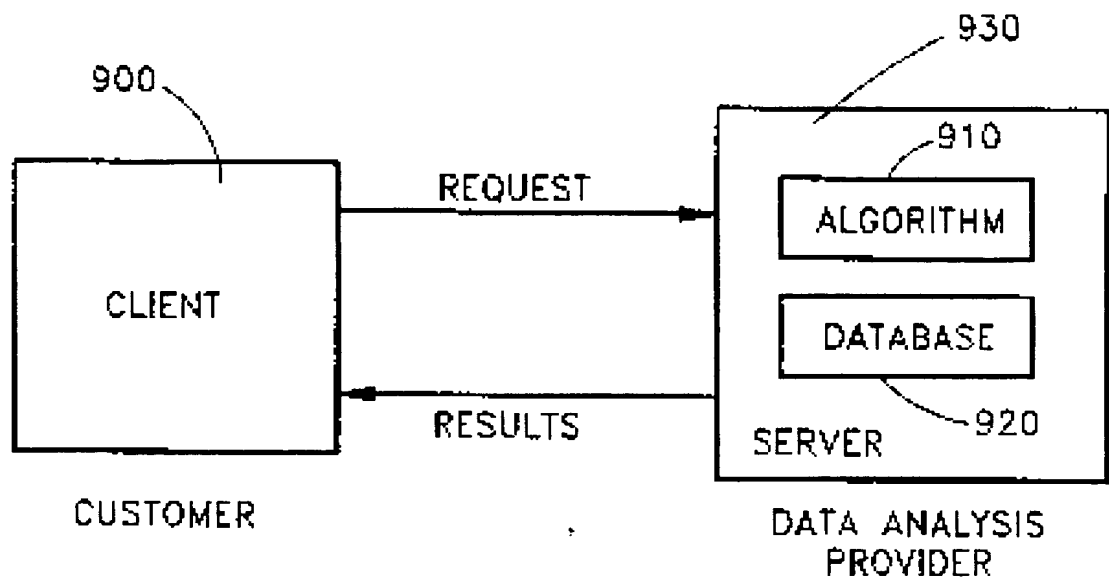 930
900
910
REQUEST
ALGORITHM
CLIENT
DATABASE
RESULTS
920
SERVER
CUSTOMER
DATA ANALYSIS
PROVIDER